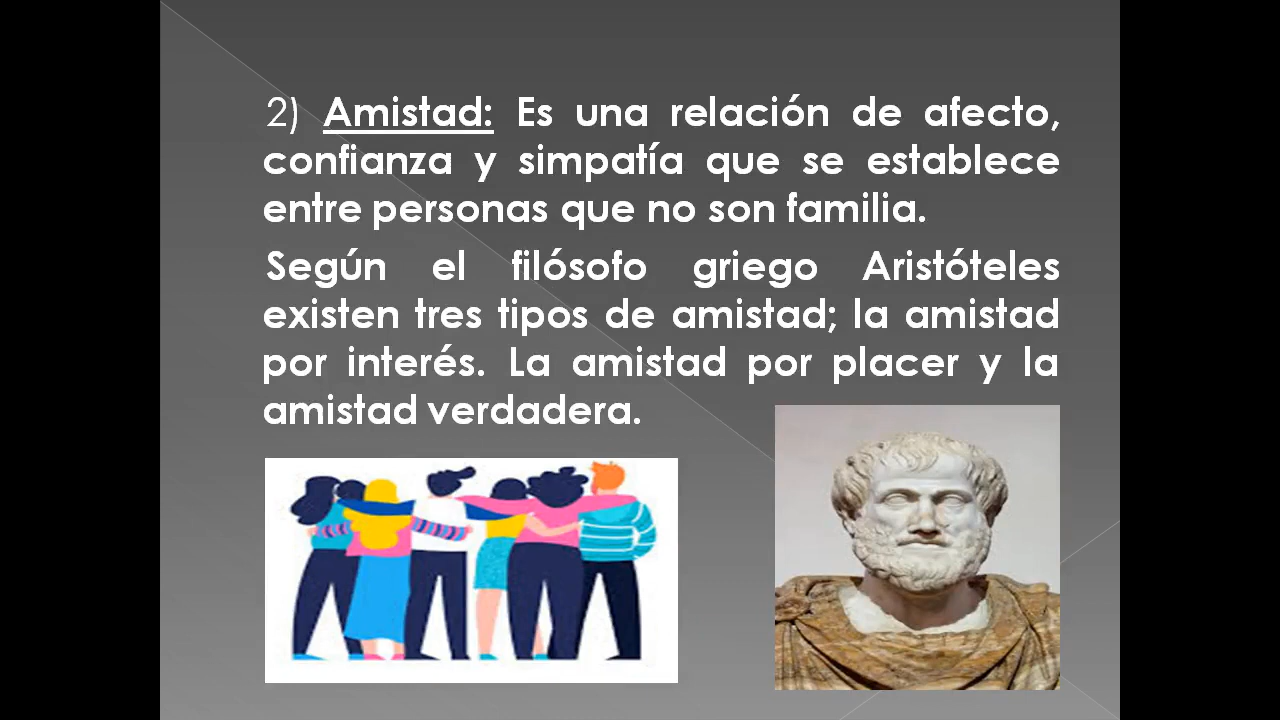 2) Amistad: Es una relación de afecto,
confianza y simpatía que se establece
entre personas que no son familia.
Según el filósofo griego Aristóteles
existen tres tipos de amistad; la amistad
por interés. La amistad por placer y la
amistad verdadera.